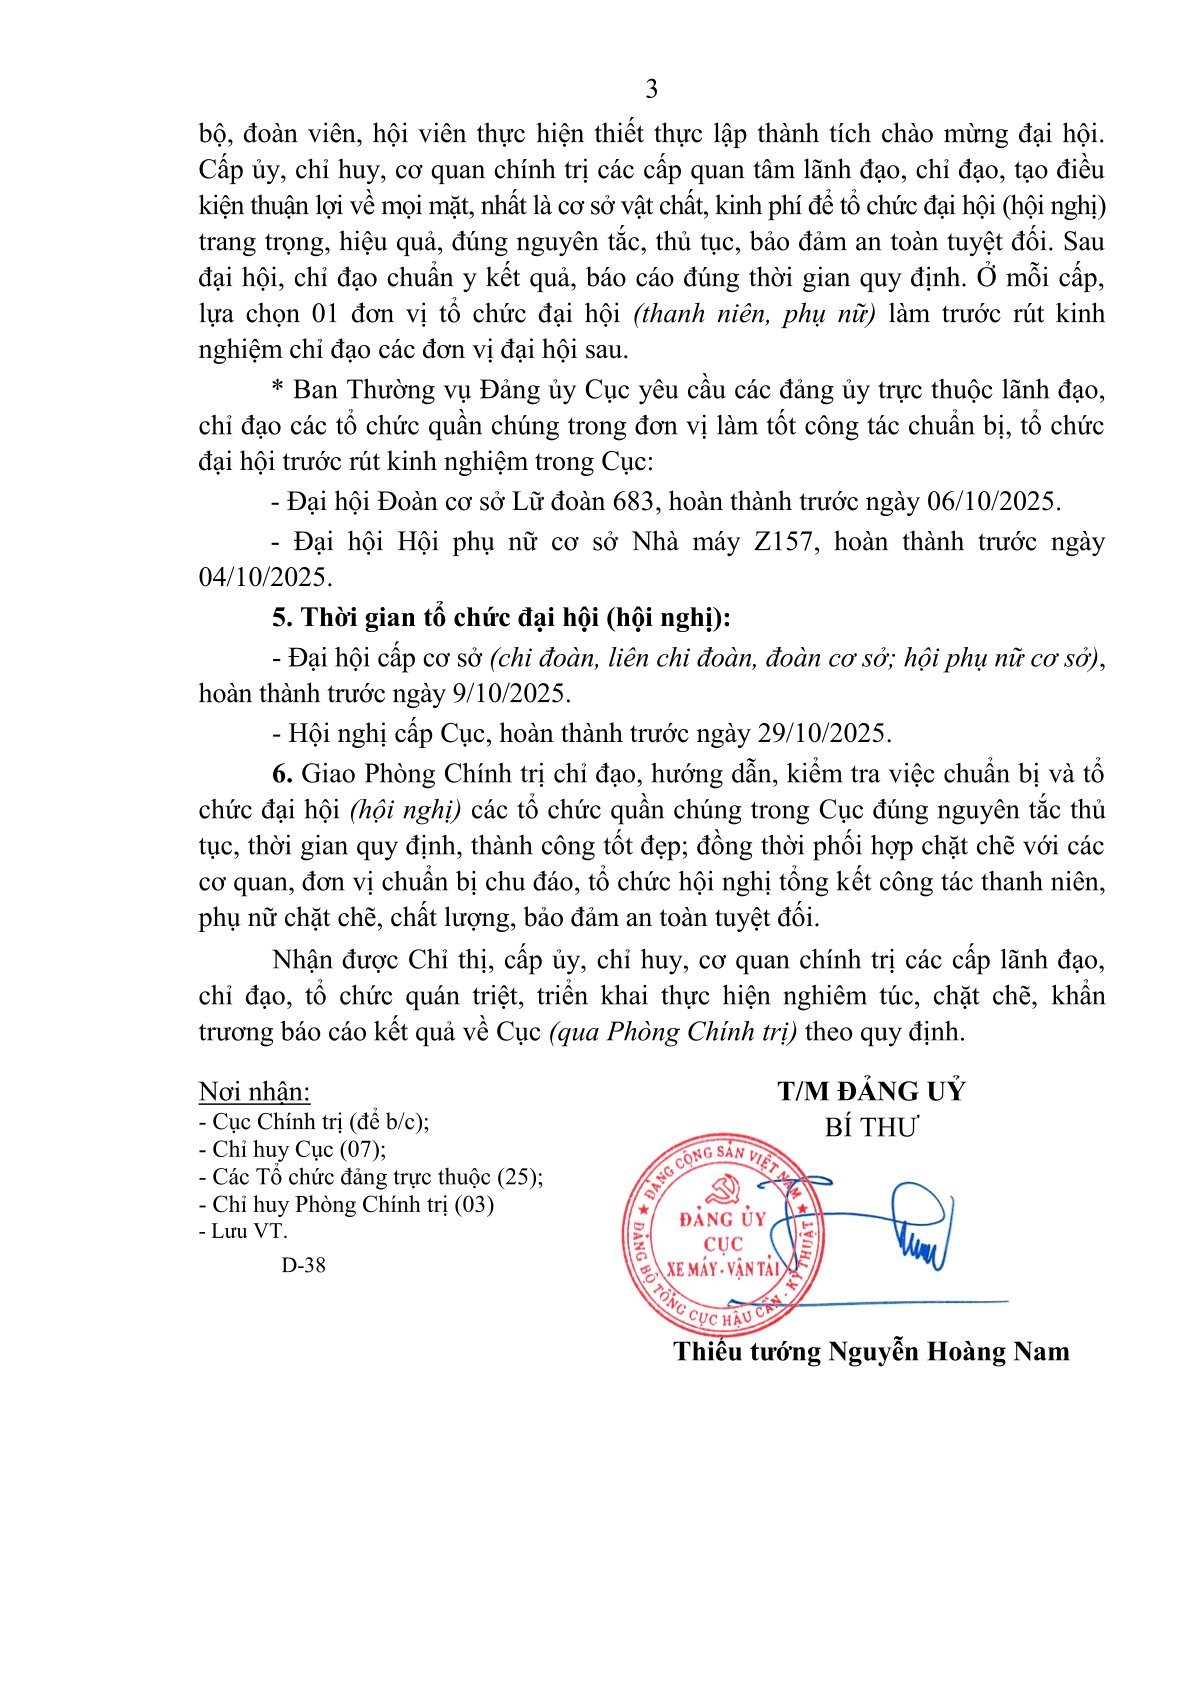 3
bộ, đoàn viên, hội viên thực hiện thiết thực lập thành tích chào mừng đại hội.
Cấp ủy, chỉ huy, cơ quan chính trị các cấp quan tâm lãnh đạo, chỉ đạo, tạo điều
kiện thuận lợi về mọi mặt, nhất là cơ sở vật chất, kinh phí để tổ chức đại hội (hội nghị)
trang trọng, hiệu quả, đúng nguyên tắc, thủ tục, bảo đảm an toàn tuyệt đối. Sau
đại hội, chỉ đạo chuẩn y kết quả, báo cáo đúng thời gian quy định. Ở mỗi cấp,
lựa chọn 01 đơn vị tổ chức đại hội (thanh niên, phụ nữ) làm trước rút kinh
nghiệm chỉ đạo các đơn vị đại hội sau.
* Ban Thường vụ Đảng ủy Cục yêu cầu các đảng ủy trực thuộc lãnh đạo,
chỉ đạo các tổ chức quần chúng trong đơn vị làm tốt công tác chuẩn bị, tổ chức
đại hội trước rút kinh nghiệm trong Cục:
- Đại hội Đoàn cơ sở Lữ đoàn 683, hoàn thành trước ngày 06/10/2025.
- Đại hội Hội phụ nữ cơ sở Nhà máy Z157, hoàn thành trước ngày
04/10/2025.
5. Thời gian tổ chức đại hội (hội nghị):
- Đại hội cấp cơ sở (chi đoàn, liên chi đoàn, đoàn cơ sở; hội phụ nữ cơ sở),
hoàn thành trước ngày 9/10/2025.
- Hội nghị cấp Cục, hoàn thành trước ngày 29/10/2025.
6. Giao Phòng Chính trị chỉ đạo, hướng dẫn, kiểm tra việc chuẩn bị và tổ
chức đại hội (hội nghị) các tổ chức quần chúng trong Cục đúng nguyên tắc thủ
tục, thời gian quy định, thành công tốt đẹp; đồng thời phối hợp chặt chẽ với các
cơ quan, đơn vị chuẩn bị chu đáo, tổ chức hội nghị tổng kết công tác thanh niên,
phụ nữ chặt chẽ, chất lượng, bảo đảm an toàn tuyệt đối.
Nhận được Chỉ thị, cấp ủy, chỉ huy, cơ quan chính trị các cấp lãnh đạo,
chỉ đạo, tổ chức quán triệt, triển khai thực hiện nghiêm túc, chặt chẽ, khẩn
trương báo cáo kết quả về Cục (qua Phòng Chính trị) theo quy định.
Nơi nhận:
- Cục Chính trị (để b/c);
- Chỉ huy Cục (07);
- Các Tổ chức đảng trực thuộc (25);
- Chỉ huy Phòng Chính trị (03)
- Lưu VT.
D-38
T/M ĐẢNG UỶ
BÍ THƯ
ĐẢNG CỘNG SẢN VIỆT NAM
ĐẢNG ỦY
CỤC
XE MÁY - VẬN TẢI
ĐẢNG BỘ TỔNG CỤC HẬU CẦN - KỸ THUẬT
Thiếu tướng Nguyễn Hoàng Nam